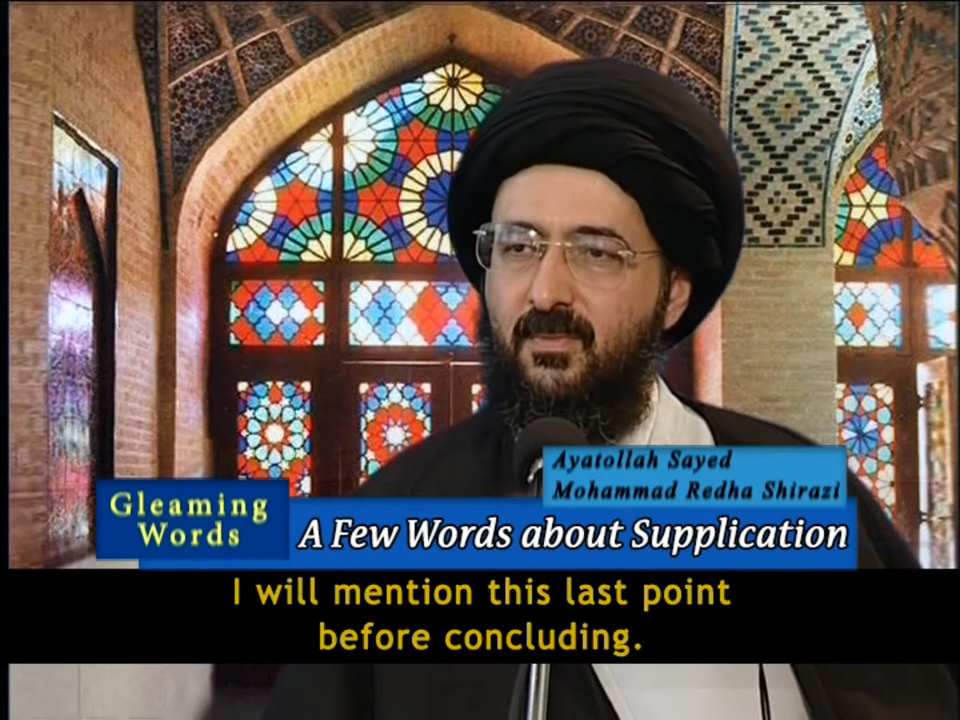 Ayatollah Sayed
Mohammad Redha Shirazi
Gleaming
Words
A Few Words about Supplication
I will mention this last point
before concluding.